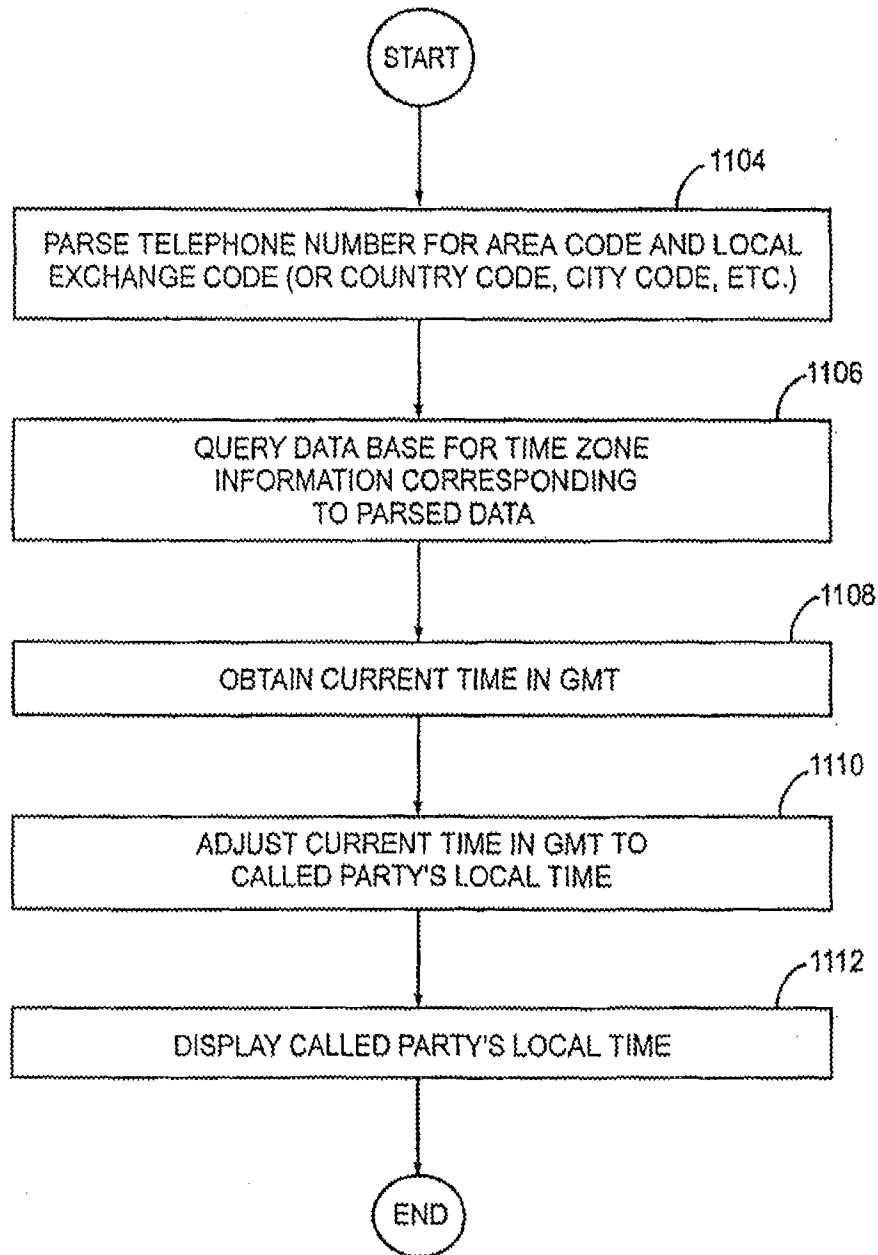 START
1104
PARSE TELEPHONE NUMBER FOR AREA CODE AND LOCAL
EXCHANGE CODE (OR COUNTRY CODE, CITY CODE, ETC.)
1106
QUERY DATA BASE FOR TIME ZONE
INFORMATION CORRESPONDING
TO PARSED DATA
1108
OBTAIN CURRENT TIME IN GMT
1110
ADJUST CURRENT TIME IN GMT TO
CALLED PARTY'S LOCAL TIME
1112
DISPLAY CALLED PARTY'S LOCAL TIME
END